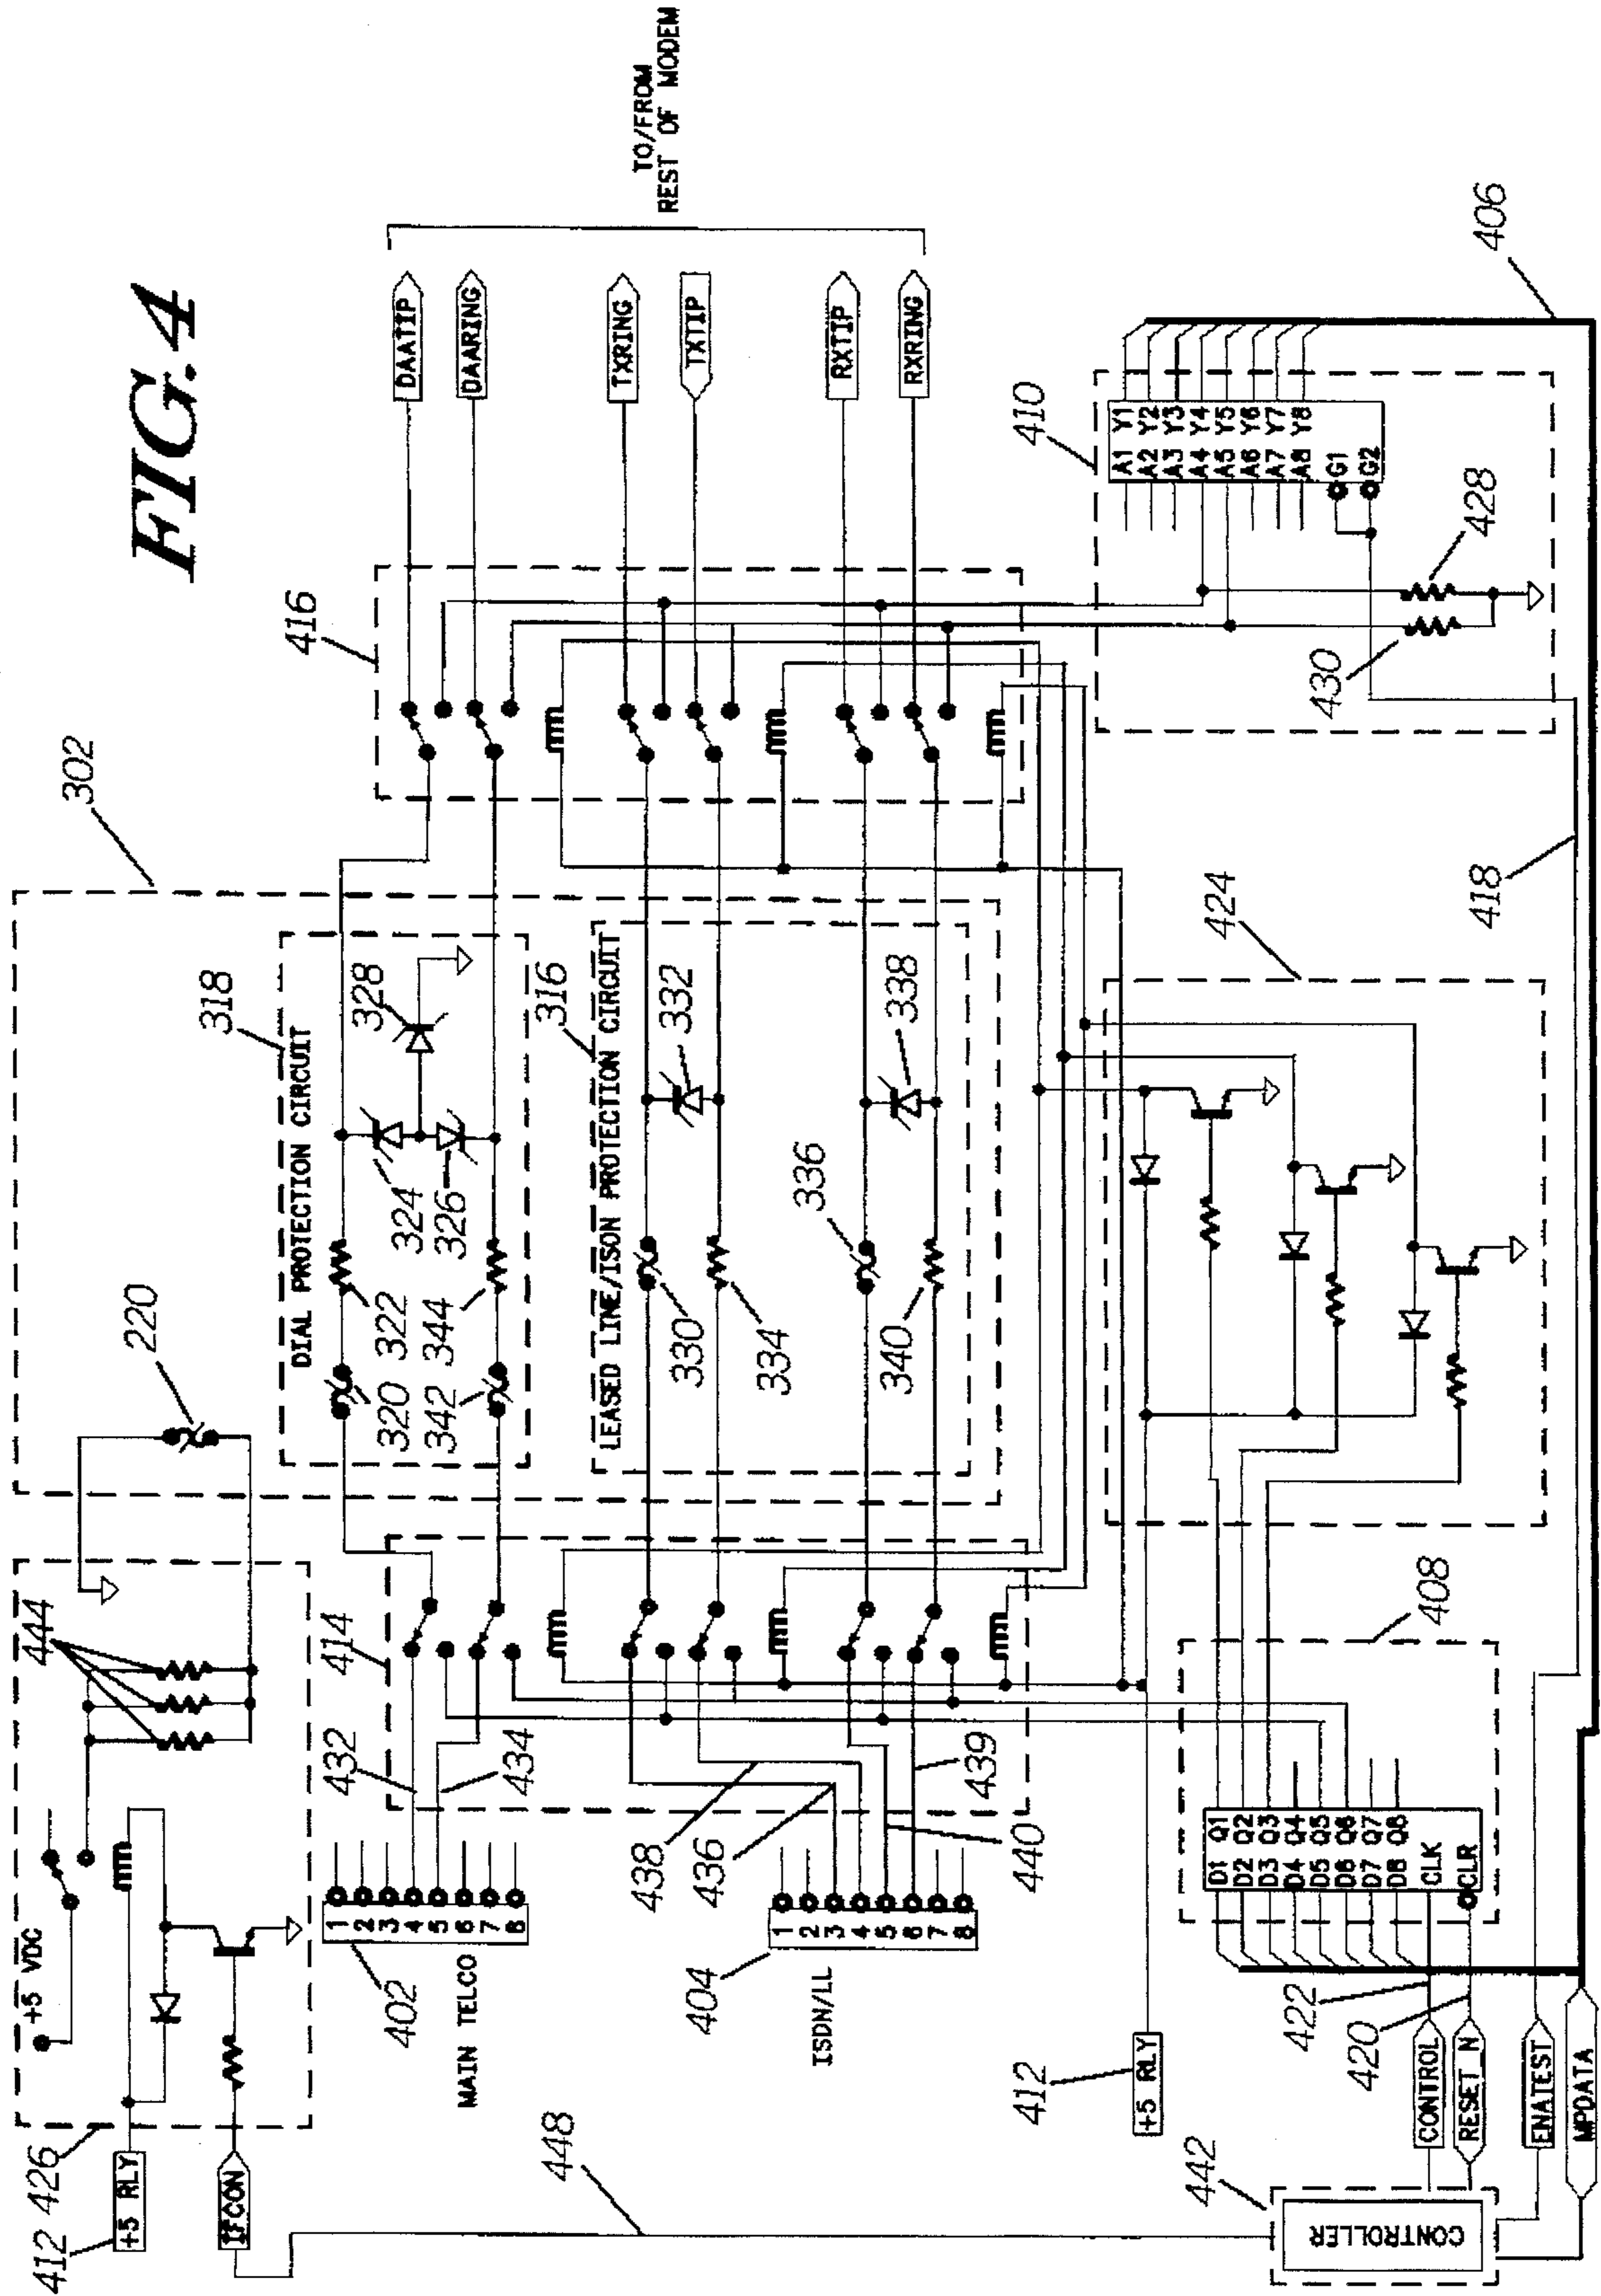 FIG. 4
302
220
318
DIAL PROTECTION CIRCUIT
328
324
326
320 322
342 344
316
LEASED LINE/ISDN PROTECTION CIRCUIT
332
338
330
334
336
340
444
+5 VDC
426
412
+5 RLY
IFCON
414
416
432
434
438
436
440
439
402
MAIN TELCO
1
2
3
4
5
6
7
8
404
ISDN/LL
1
2
3
4
5
6
7
8
DAATIP
DAARING
TXRING
TXTIP
RXTIP
RXRING
TO/FROM
REST OF MODEM
410
A1 Y1
A2 Y2
A3 Y3
A4 Y4
A5 Y5
A6 Y6
A7 Y7
A8 Y8
G1
G2
428
430
406
418
424
408
D1 Q1
D2 Q2
D3 Q3
D4 Q4
D5 Q5
D6 Q6
D7 Q7
D8 Q8
CLK
CLR
412
+5 RLY
422
420
CONTROL
RESET_N
ENATEST
MPDATA
448
442
CONTROLLER